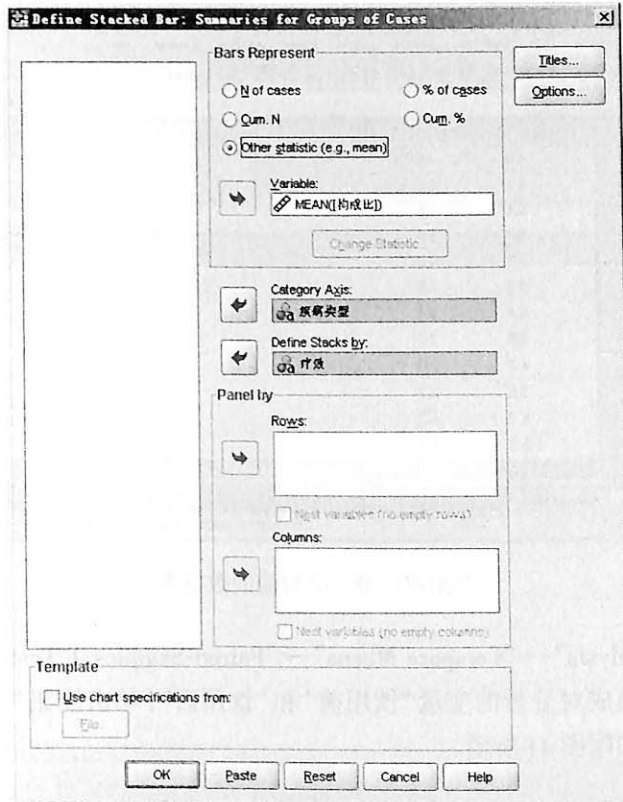 Define Stacked Bar: Summaries for Groups of Cases
Bars Represent
N of cases
% of cases
Cum. N
Cum. %
Other statistic (e.g., mean)
Variable:
MEAN([构成比])
Change Statistic...
Category Axis:
疾病类型
Define Stacks by:
疗效
Panel by
Rows:
Nest variables (no empty rows)
Columns:
Nest variables (no empty columns)
Titles...
Options...
Template
Use chart specifications from:
File...
OK
Paste
Reset
Cancel
Help